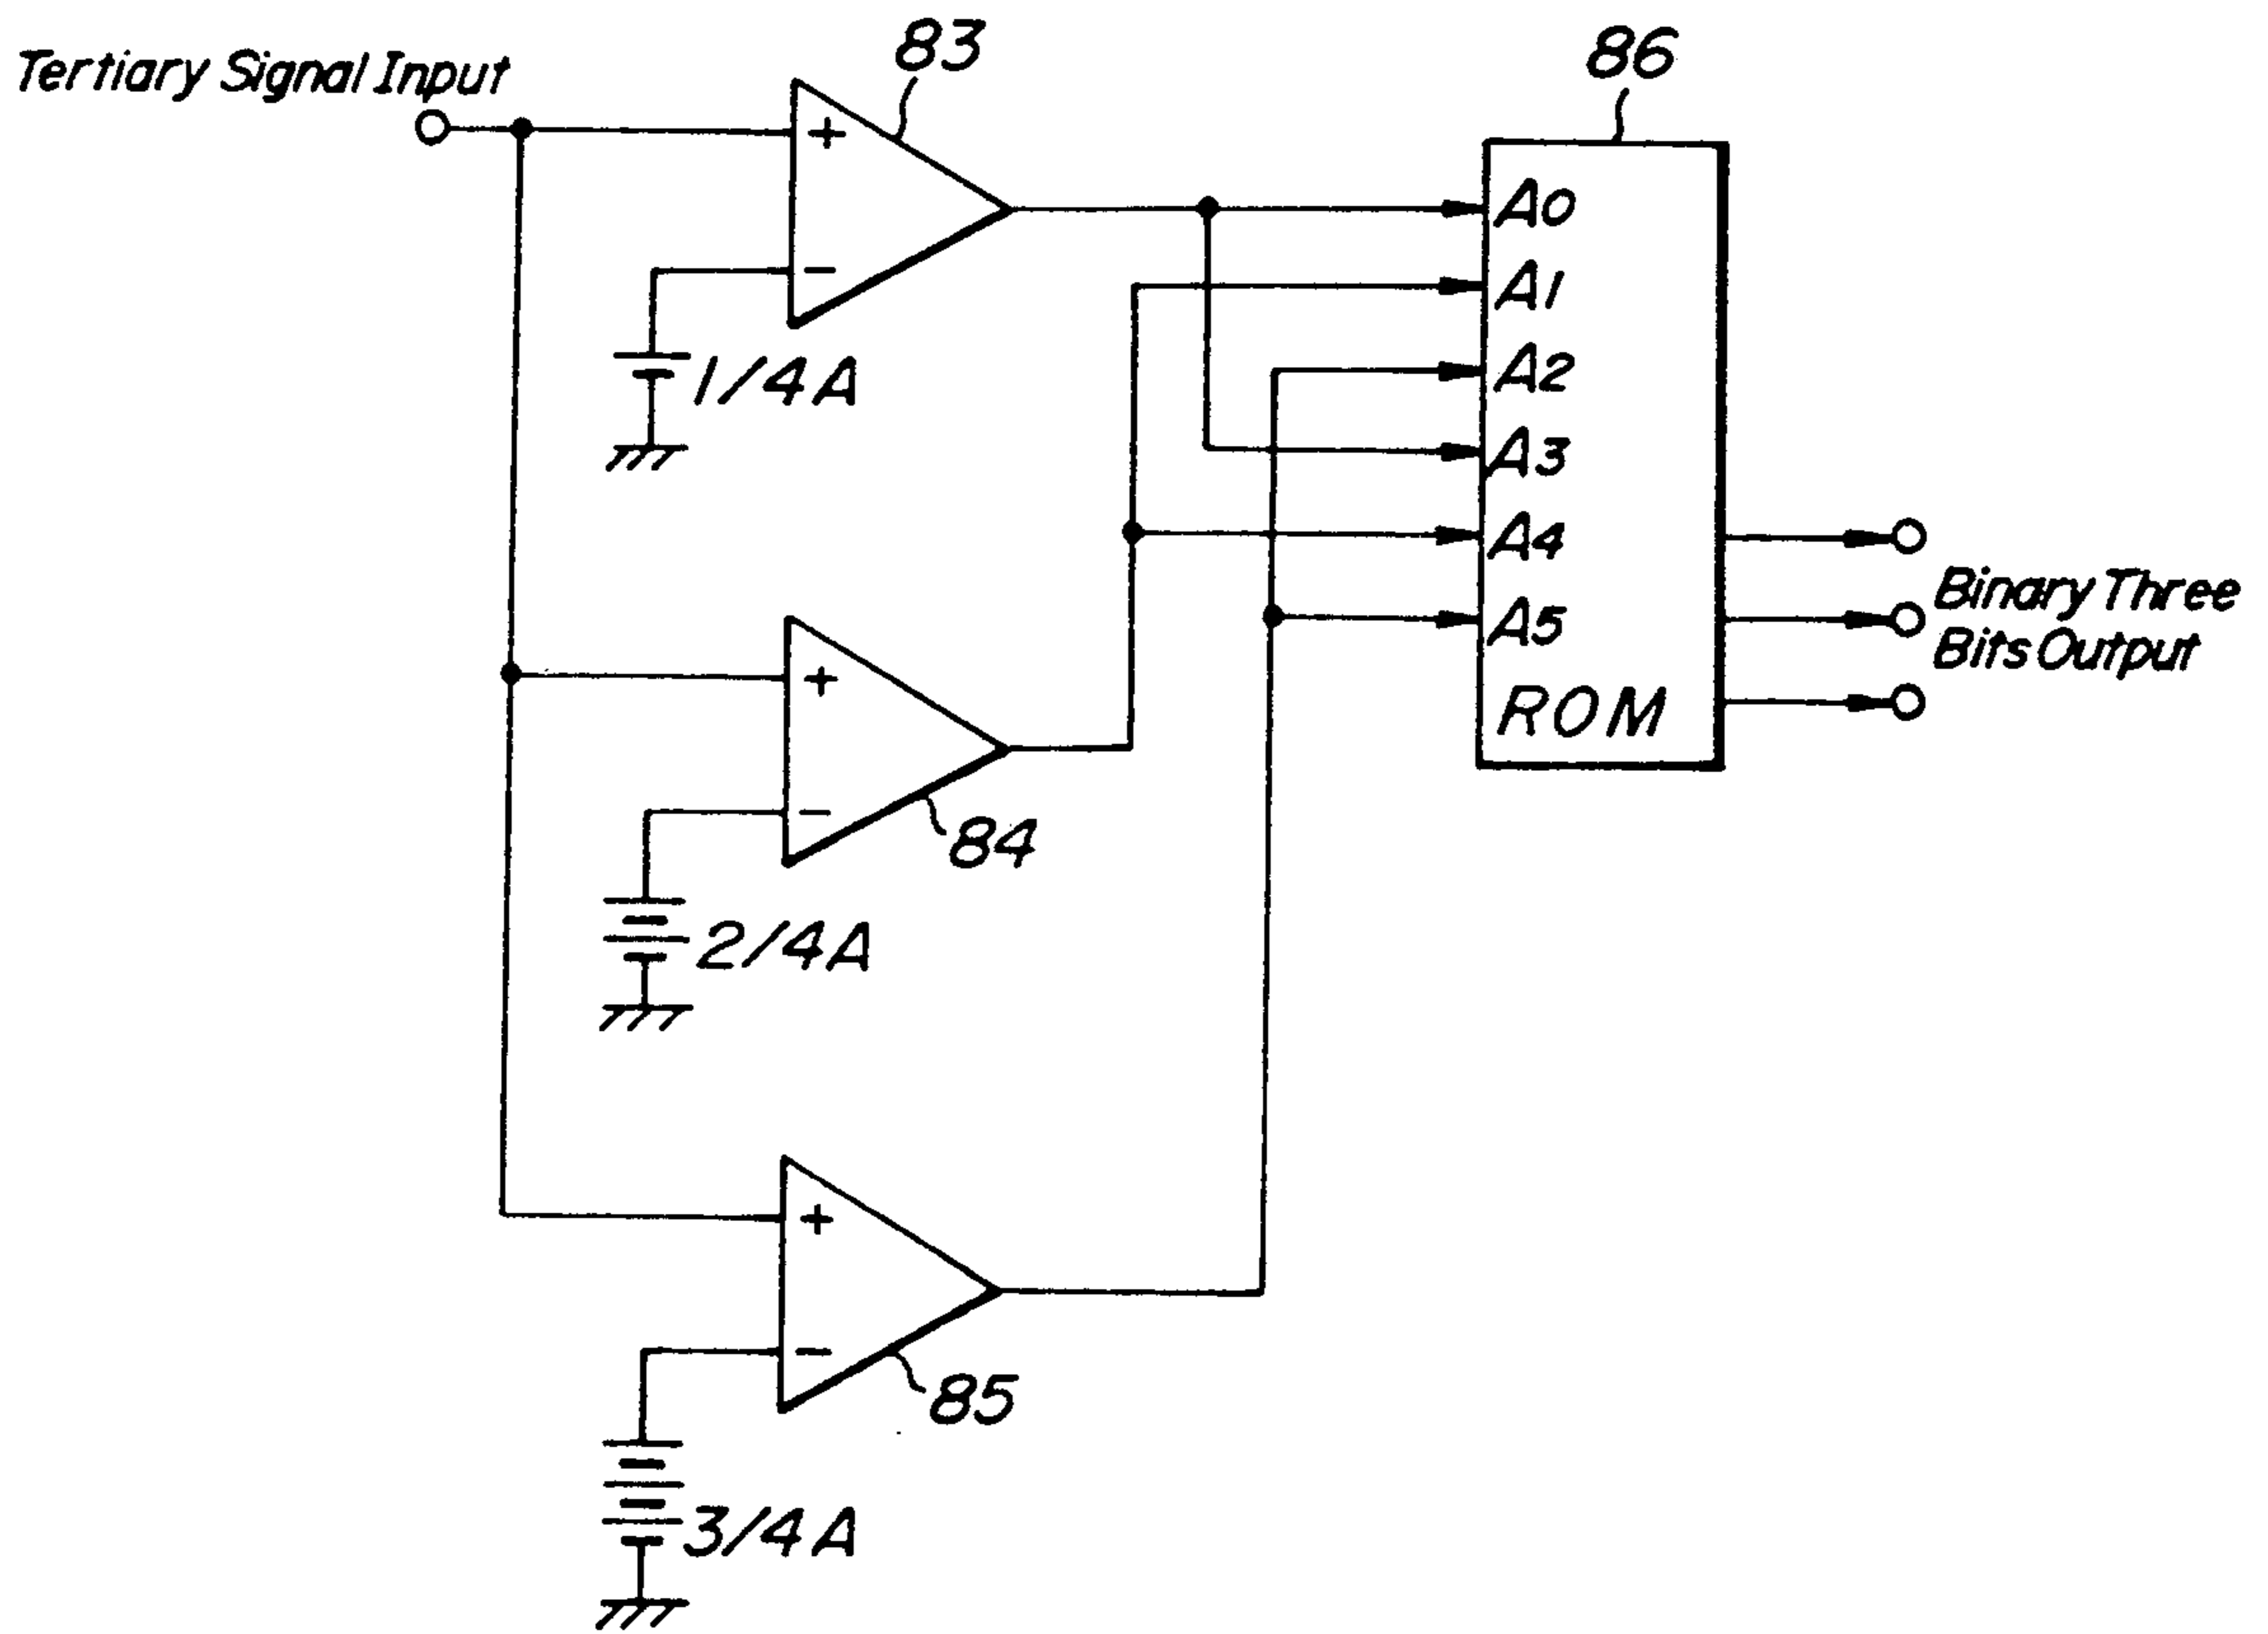 Tertiary Signal Input
83
86
+
−
1/4A
A0
A1
A2
A3
A4
A5
ROM
Binary Three
Bits Output
+
−
84
2/4A
+
−
85
3/4A